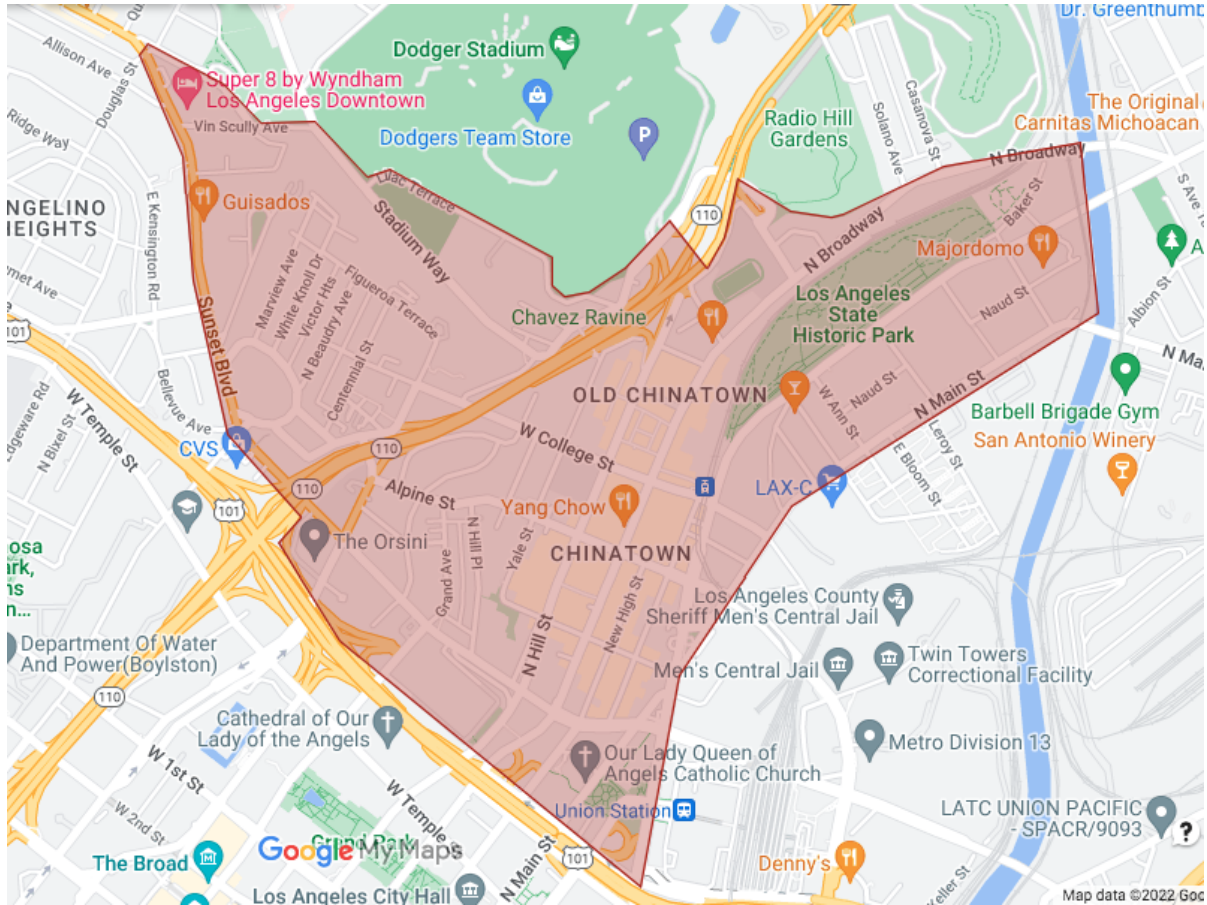 Dr. Greenthumb
Allison Ave
Douglas St
Dodger Stadium
Super 8 by Wyndham
Los Angeles Downtown
Dodgers Team Store
P
Casanova St
Solano Ave
The Original
Carnitas Michoacan
Radio Hill
Gardens
Ridge Way
Vin Scully Ave
N Broadway
Lilac Terrace
Stadium Way
Baker St
E Kensington Rd
NGELINO
HEIGHTS
Guisados
110
N Broadway
Majordomo
Marview Ave
White Knoll Dr
Victor Hts
N Beaudry Ave
Figueroa Terrace
Los Angeles
State
Historic Park
Naud St
Albion St
Sunset Blvd
Chavez Ravine
101
Centennial St
Bellevue Ave
W Temple St
OLD CHINATOWN
W Ann St
Naud St
N Main St
Barbell Brigade Gym
Edgeware Rd
N Bixel St
CVS
110
W College St
E Bloom St
Leroy St
San Antonio Winery
110
Alpine St
LAX-C
101
Yang Chow
The Orsini
N Hill Pl
Grand Ave
Yale St
CHINATOWN
New High St
N Hill St
Los Angeles County
Sheriff Men's Central Jail
Department Of Water
And Power(Boylston)
Men's Central Jail
Twin Towers
Correctional Facility
110
Cathedral of Our
Lady of the Angels
Metro Division 13
W 1st St
Our Lady Queen of
Angels Catholic Church
W Temple St
Union Station
LATC UNION PACIFIC
- SPACR/9093
?
W 2nd St
Grand Park
Google My Maps
The Broad
N Main St
101
Denny's
Los Angeles City Hall
Keller St
Map data ©2022 Goo